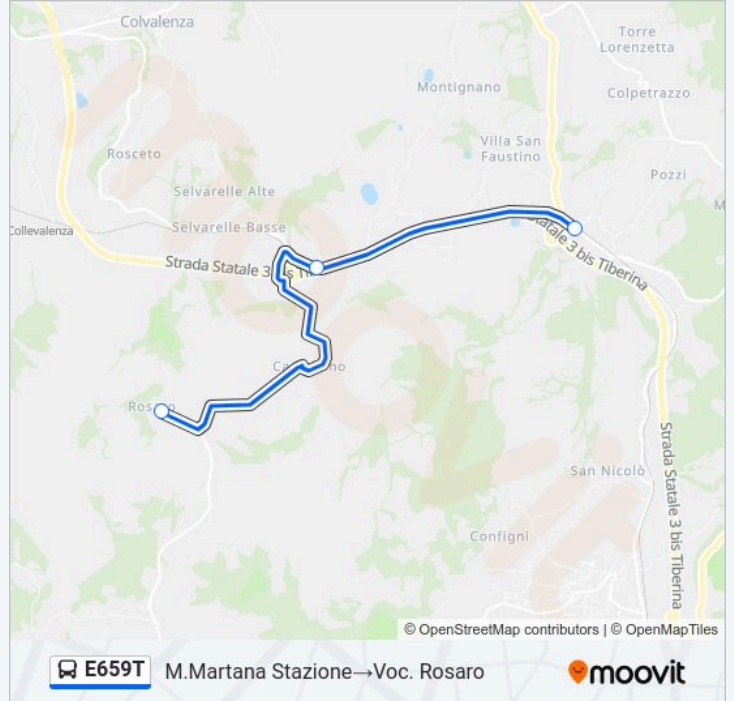 Colvalenza
Torre
Lorenzetta
Montignano
Colpetrazzo
Villa San
Faustino
Rosceto
Pozzi
Selvarelle Alte
Selvarelle Basse
Collevalenza
Strada Statale 3 bis
Statale 3 bis Tiberina
San Nicolò
Strada Statale 3 bis Tiberina
Configni
© OpenStreetMap contributors | © OpenMapTiles
E659T M.Martana Stazione→Voc. Rosaro
moovit